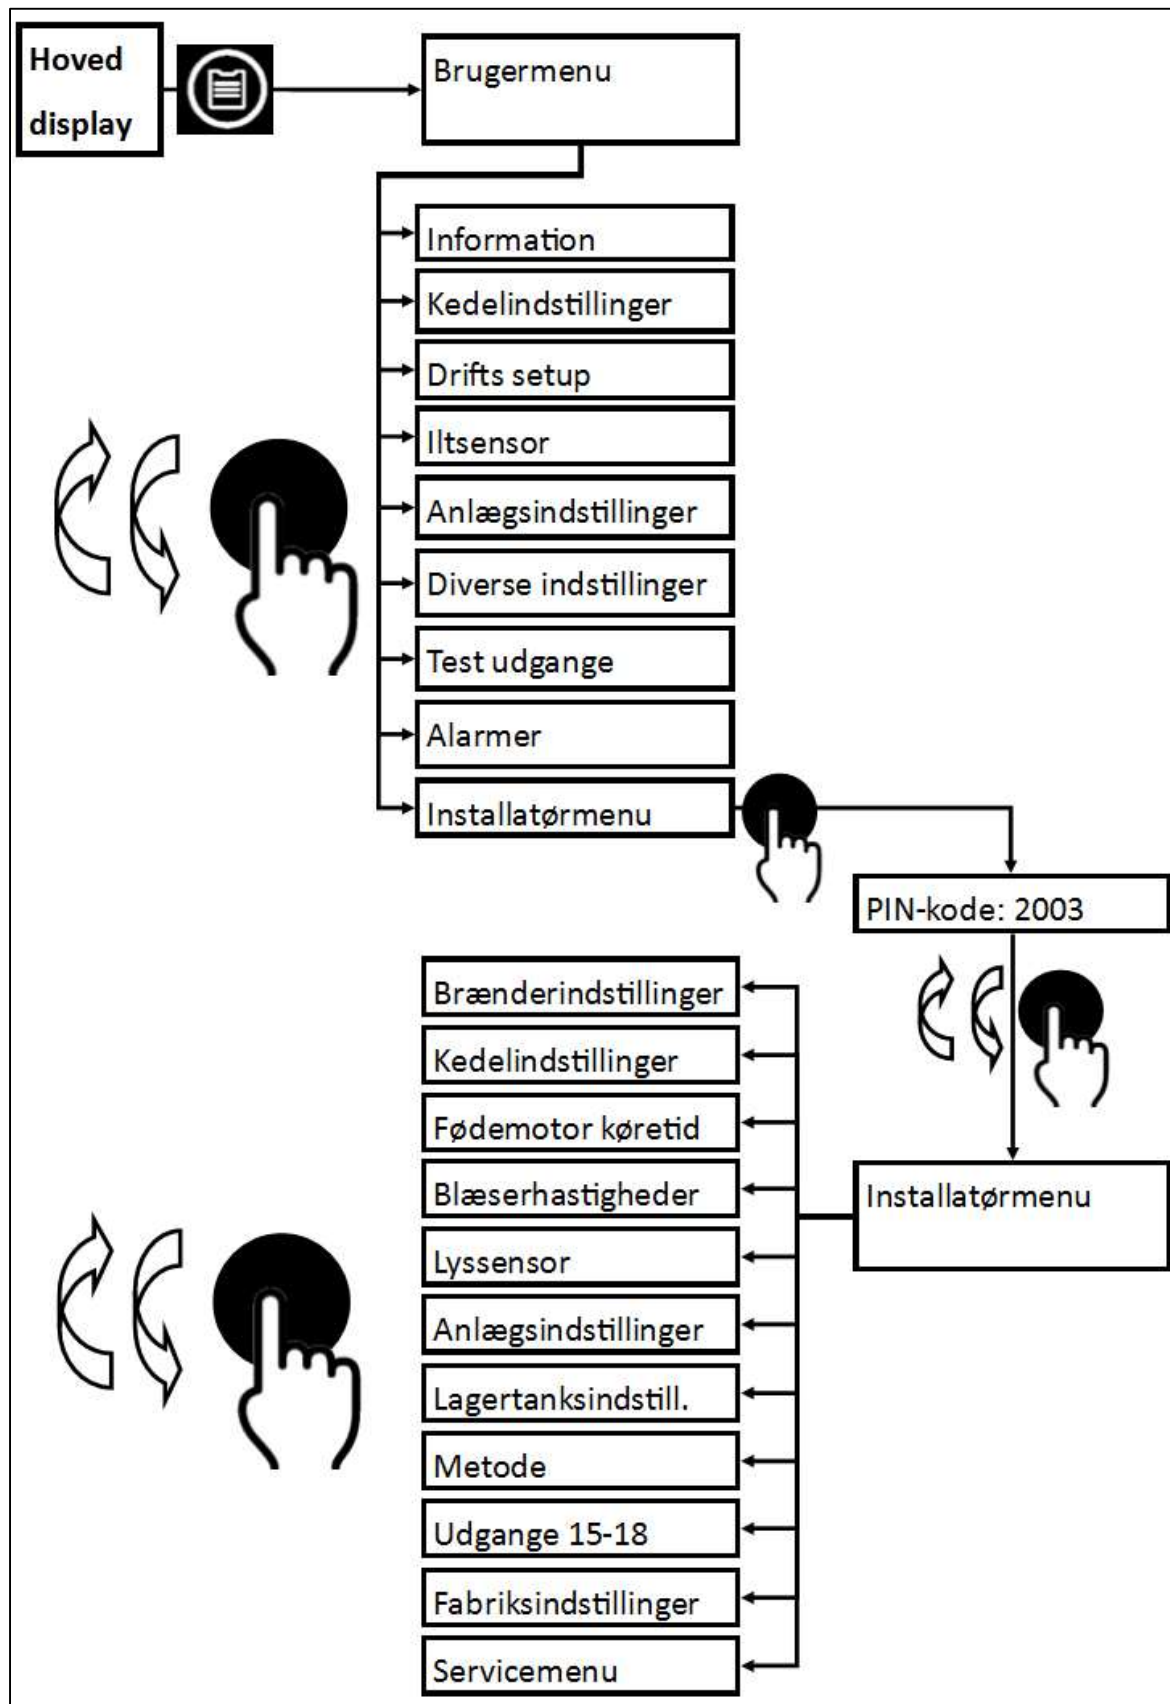 Hoved
display
Brugermenu
Information
Kedelindstillinger
Drifts setup
Iltsensor
Anlægsindstillinger
Diverse indstillinger
Test udgange
Alarmer
Installatørmenu
PIN-kode: 2003
Installatørmenu
Brænderindstillinger
Kedelindstillinger
Fødemotor køretid
Blæserhastigheder
Lyssensor
Anlægsindstillinger
Lagertanksindstill.
Metode
Udgange 15-18
Fabriksindstillinger
Servicemenu